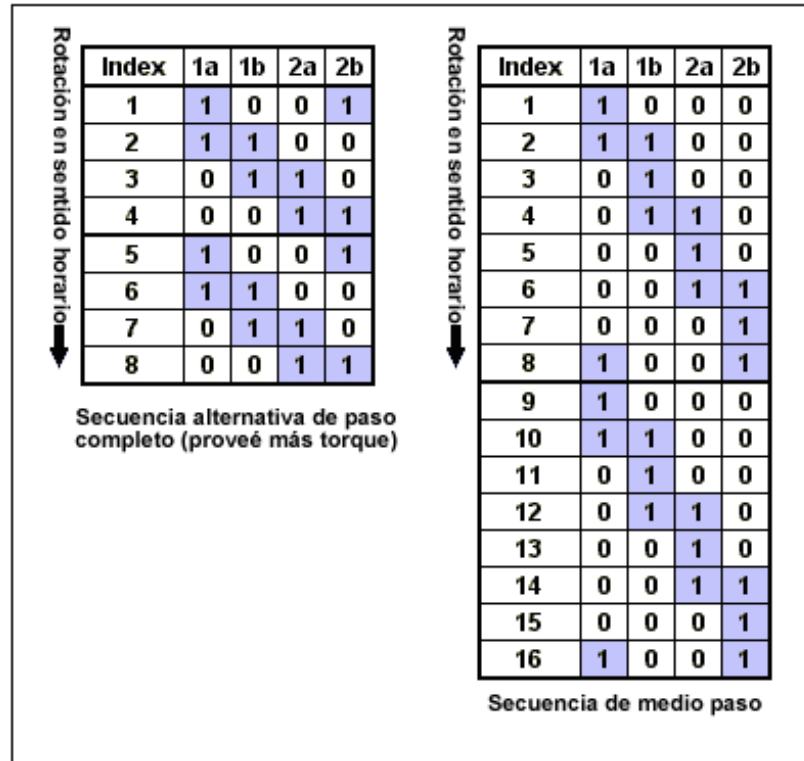 Rotación en sentido horario
Index 1a 1b 2a 2b
1 1 0 0 1
2 1 1 0 0
3 0 1 1 0
4 0 0 1 1
5 1 0 0 1
6 1 1 0 0
7 0 1 1 0
8 0 0 1 1
Secuencia alternativa de paso
completo (proveé más torque)
Rotación en sentido horario
Index 1a 1b 2a 2b
1 1 0 0 0
2 1 1 0 0
3 0 1 0 0
4 0 1 1 0
5 0 0 1 0
6 0 0 1 1
7 0 0 0 1
8 1 0 0 1
9 1 0 0 0
10 1 1 0 0
11 0 1 0 0
12 0 1 1 0
13 0 0 1 0
14 0 0 1 1
15 0 0 0 1
16 1 0 0 1
Secuencia de medio paso